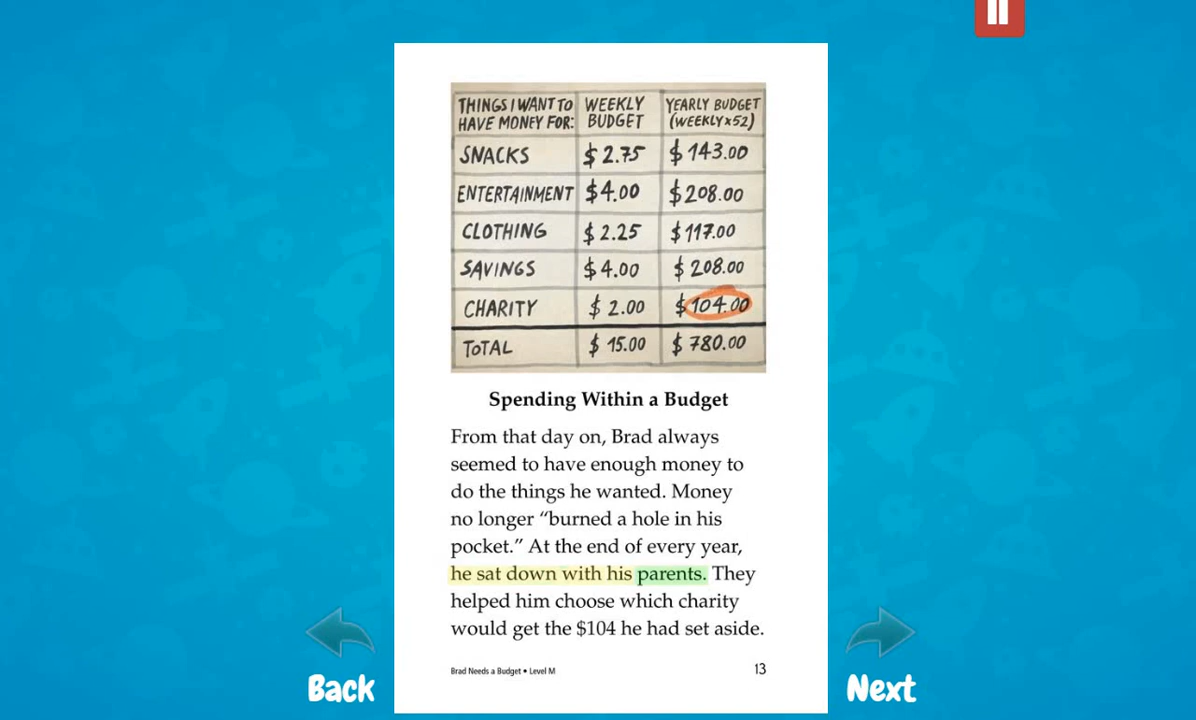 THINGS I WANT TO HAVE MONEY FOR: WEEKLY BUDGET YEARLY BUDGET (WEEKLY x 52)
SNACKS $2.75 $143.00
ENTERTAINMENT $4.00 $208.00
CLOTHING $2.25 $117.00
SAVINGS $4.00 $208.00
CHARITY $2.00 $104.00
TOTAL $15.00 $780.00
Spending Within a Budget
From that day on, Brad always
seemed to have enough money to
do the things he wanted. Money
no longer “burned a hole in his
pocket.” At the end of every year,
he sat down with his parents. They
helped him choose which charity
would get the $104 he had set aside.
Brad Needs a Budget • Level M 13
Back Next